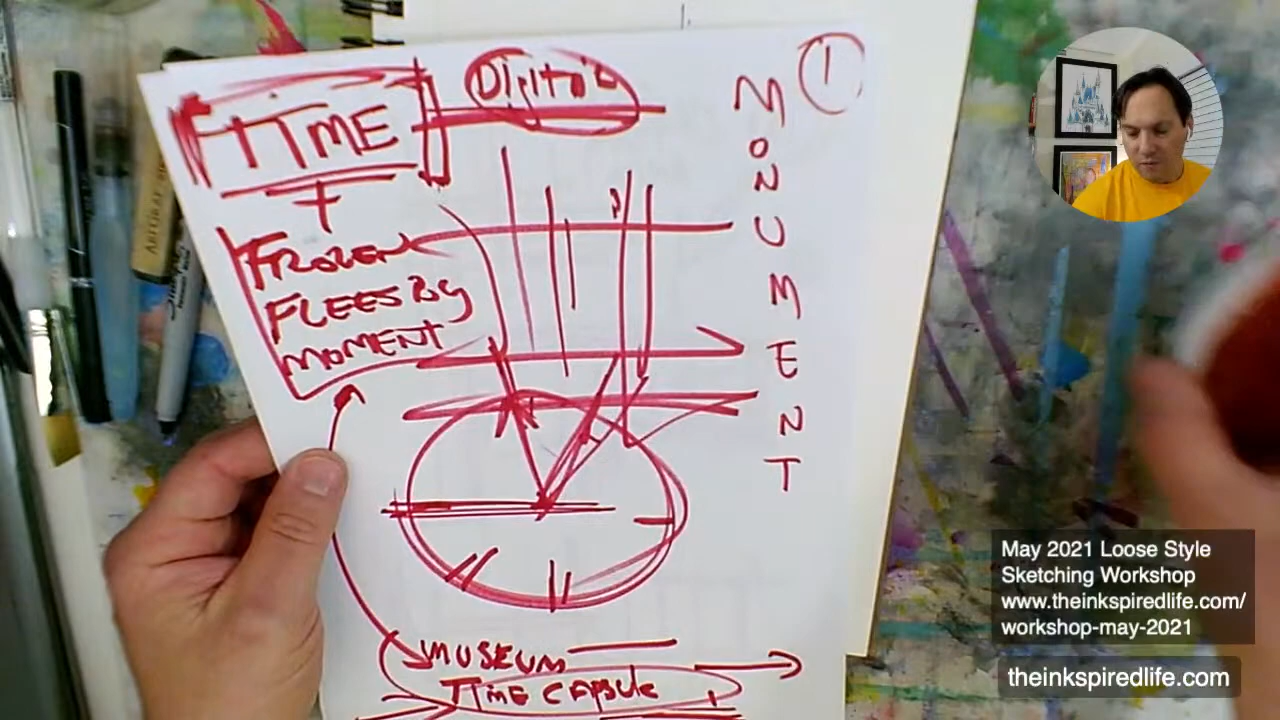 TIME
Digital
1
MONUMENT
+
FROZEN
FLEES BY
MOMENT
MUSEUM
TIME CAPSULE
May 2021 Loose Style
Sketching Workshop
www.theinkspiredlife.com/
workshop-may-2021
theinkspiredlife.com